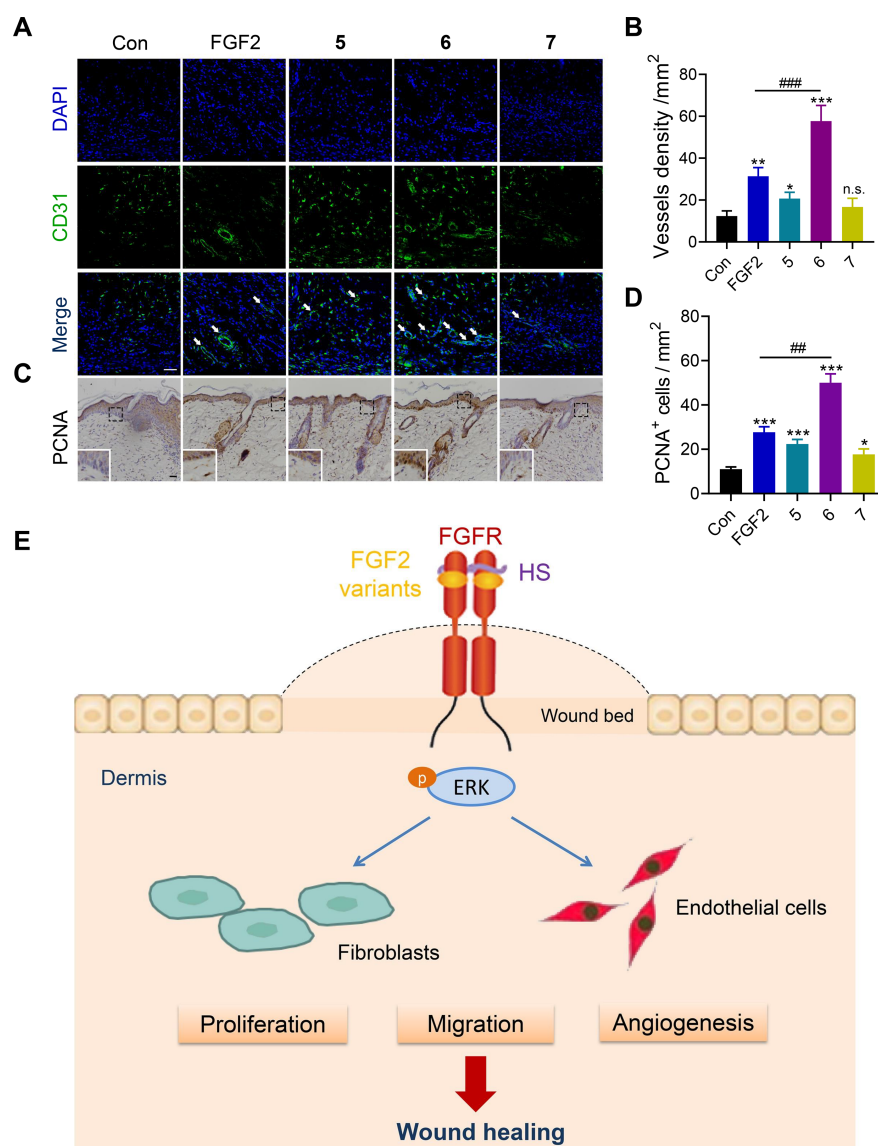 A
Con
FGF2
5
6
7
DAPI
CD31
Merge
B
Vessels density /mm²
80
60
40
20
0
###
**
*
***
n.s.
Con
FGF2
5
6
7
C
PCNA
D
PCNA⁺ cells / mm²
80
60
40
20
0
##
***
***
***
*
Con
FGF2
5
6
7
E
FGFR
FGF2
variants
HS
Wound bed
Dermis
p
ERK
Fibroblasts
Endothelial cells
Proliferation
Migration
Angiogenesis
Wound healing